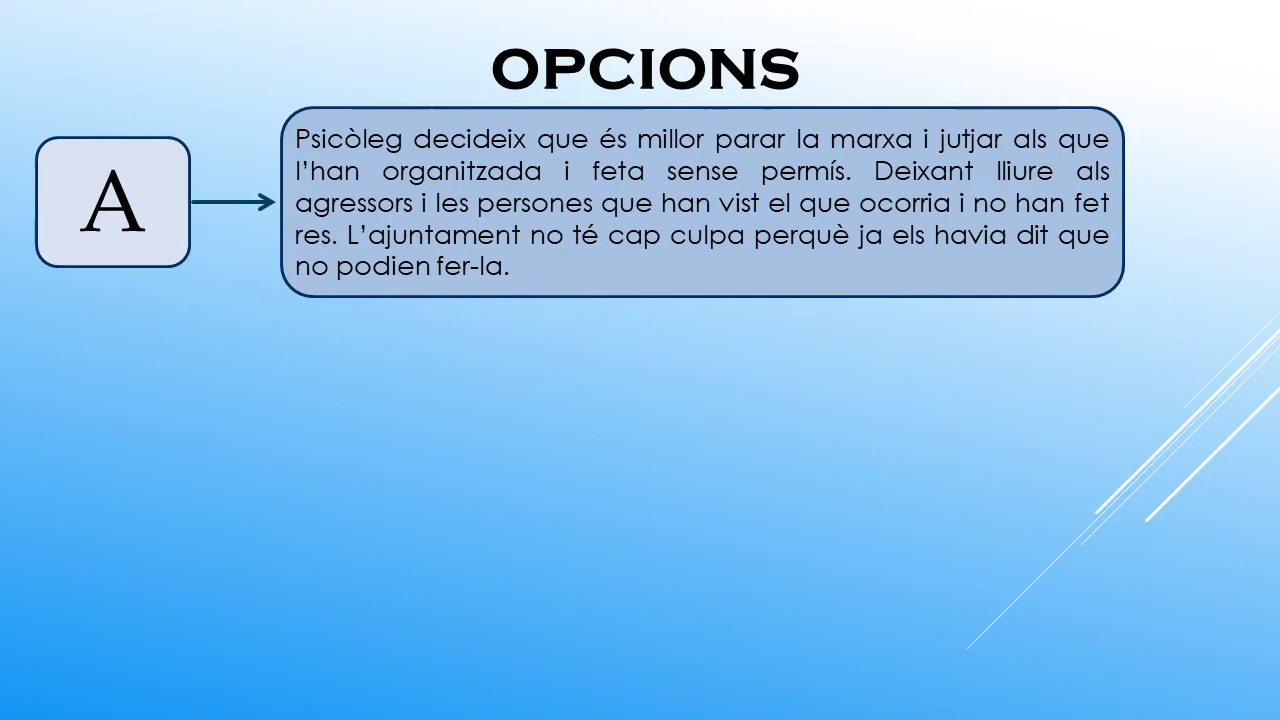 OPCIONS
A
Psicòleg decideix que és millor parar la marxa i jutjar als que
l’han organitzada i feta sense permís. Deixant lliure als
agressors i les persones que han vist el que ocorria i no han fet
res. L’ajuntament no té cap culpa perquè ja els havia dit que
no podien fer-la.